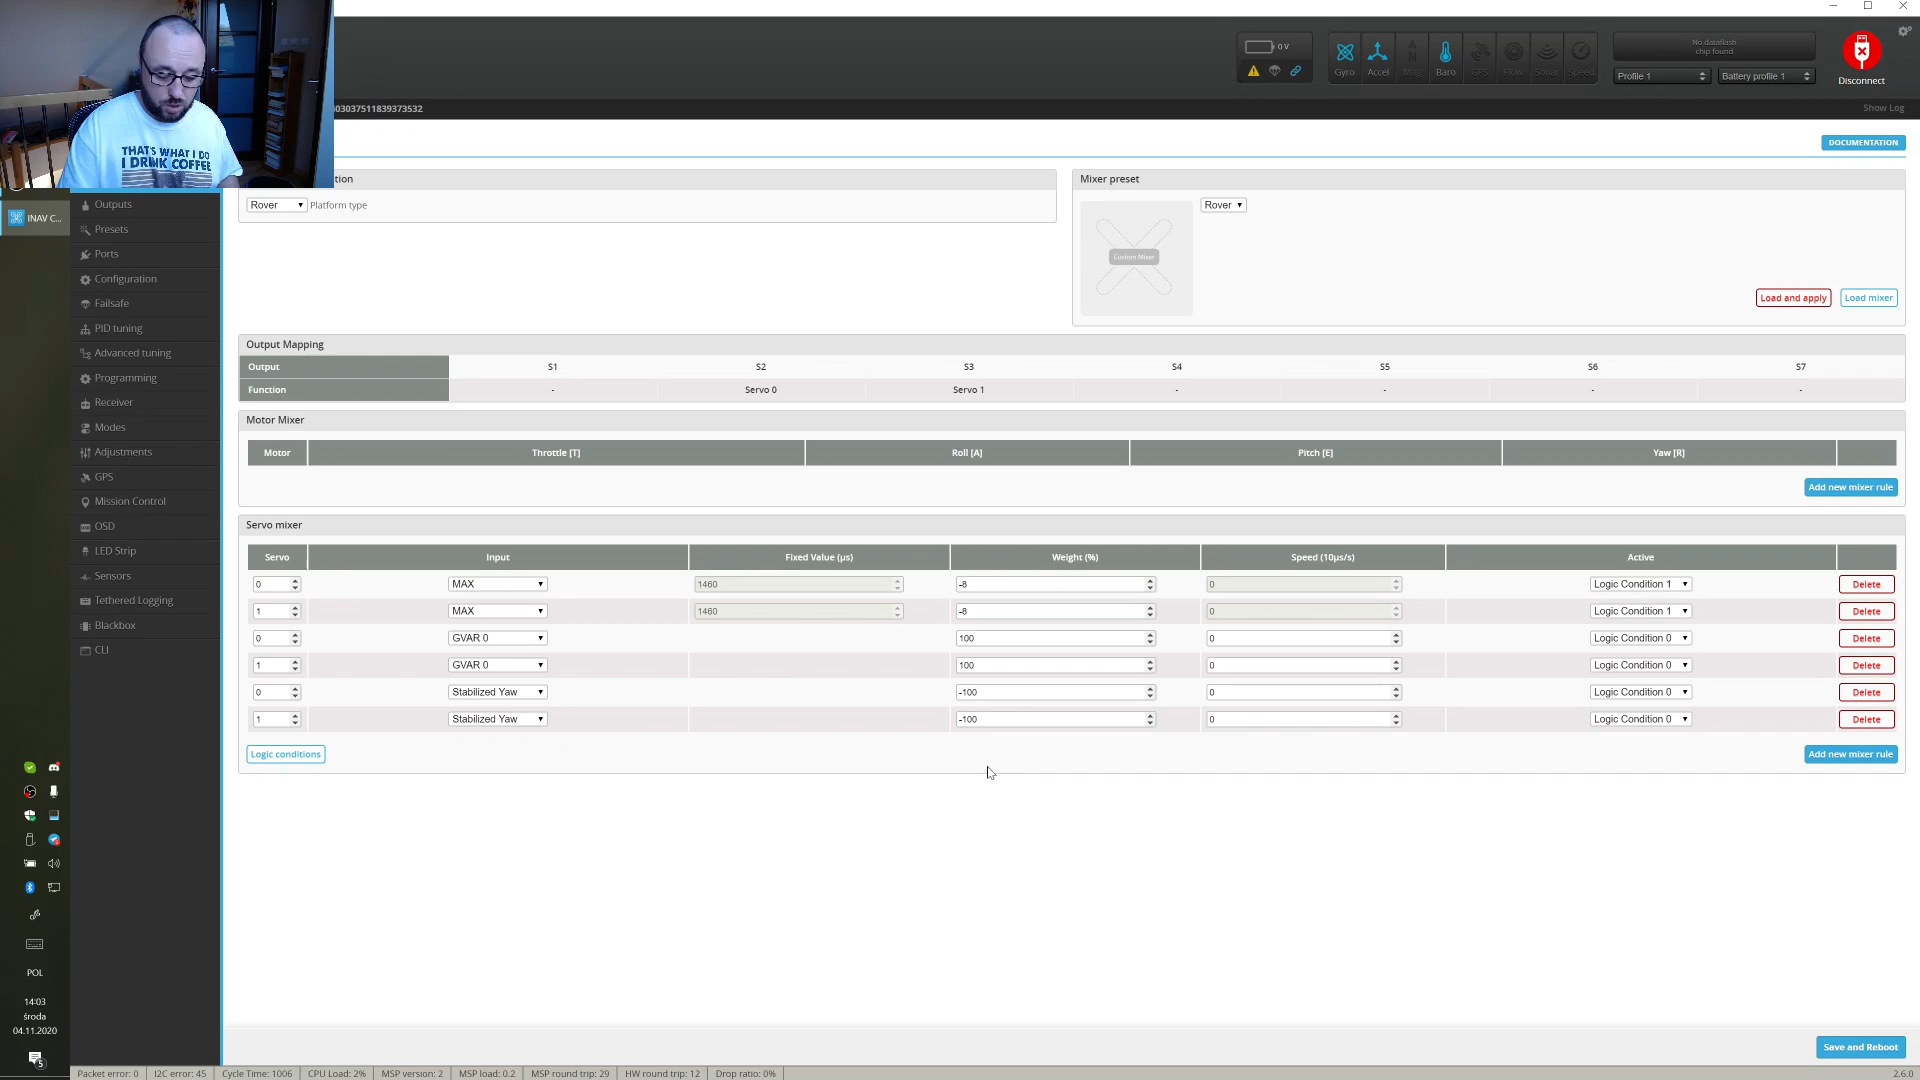 THAT'S WHAT I DO
I DRINK COFFEE
0 V
Gyro
Accel
Mag
Baro
GPS
Flow
Sonar
Speed
No dataflash
chip found
Profile 1
Battery profile 1
Disconnect
03037511839373532
Show Log
DOCUMENTATION
INAV C...
Outputs
Presets
Ports
Configuration
Failsafe
PID tuning
Advanced tuning
Programming
Receiver
Modes
Adjustments
GPS
Mission Control
OSD
LED Strip
Sensors
Tethered Logging
Blackbox
CLI
tion
Rover Platform type
Mixer preset
Custom Mixer
Rover
Load and apply
Load mixer
Output Mapping
Output S1 S2 S3 S4 S5 S6 S7
Function - Servo 0 Servo 1 - - - -
Motor Mixer
Motor Throttle [T] Roll [A] Pitch [E] Yaw [R]
Add new mixer rule
Servo mixer
Servo Input Fixed Value (µs) Weight (%) Speed (10µs/s) Active
0 MAX 1460 -8 0 Logic Condition 1 Delete
1 MAX 1460 -8 0 Logic Condition 1 Delete
0 GVAR 0 100 0 Logic Condition 0 Delete
1 GVAR 0 100 0 Logic Condition 0 Delete
0 Stabilized Yaw -100 0 Logic Condition 0 Delete
1 Stabilized Yaw -100 0 Logic Condition 0 Delete
Logic conditions
Add new mixer rule
POL
14:03
środa
04.11.2020
5
Save and Reboot
Packet error: 0 I2C error: 45 Cycle Time: 1006 CPU Load: 2% MSP version: 2 MSP load: 0.2 MSP round trip: 29 HW round trip: 12 Drop ratio: 0% 2.6.0